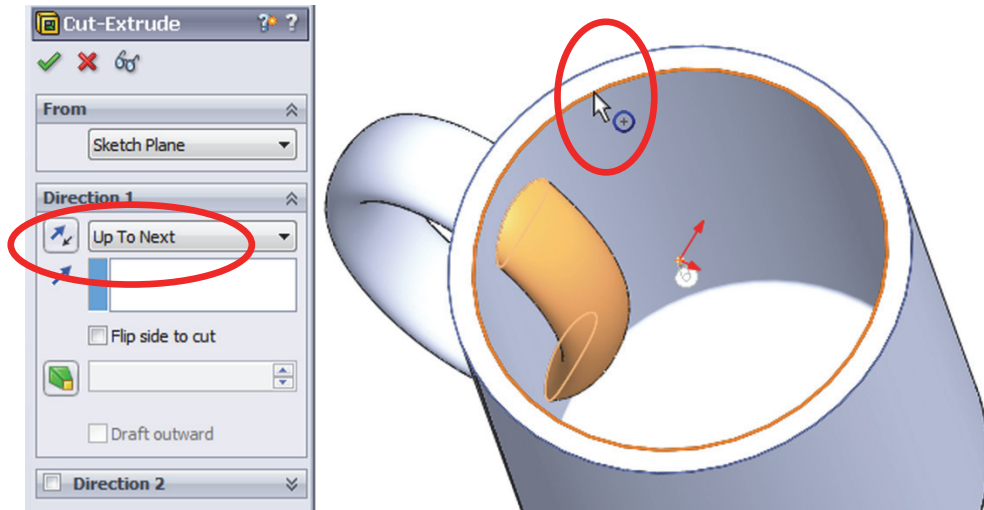 Cut-Extrude
? ?
From
Sketch Plane
Direction 1
Up To Next
Flip side to cut
Draft outward
Direction 2